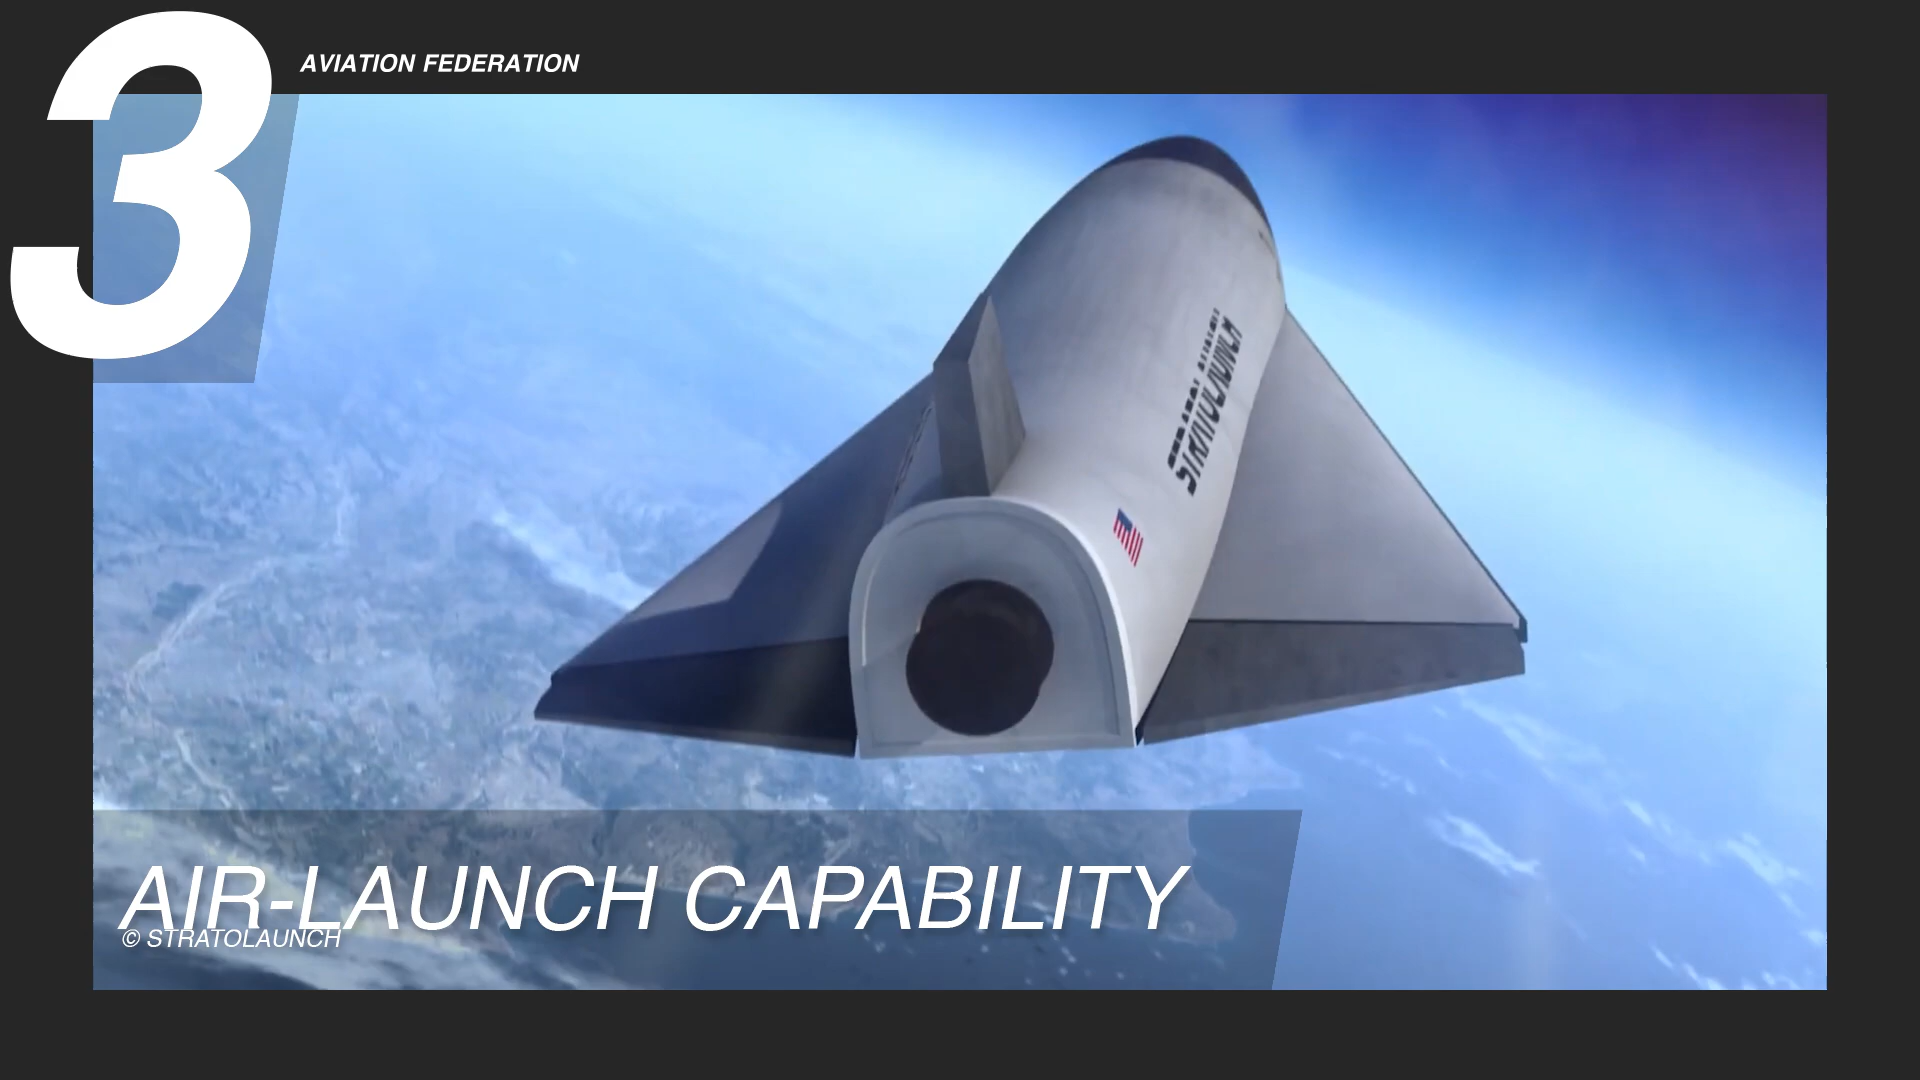 3
AVIATION FEDERATION
STRATOLAUNCH
AIR-LAUNCH CAPABILITY
© STRATOLAUNCH